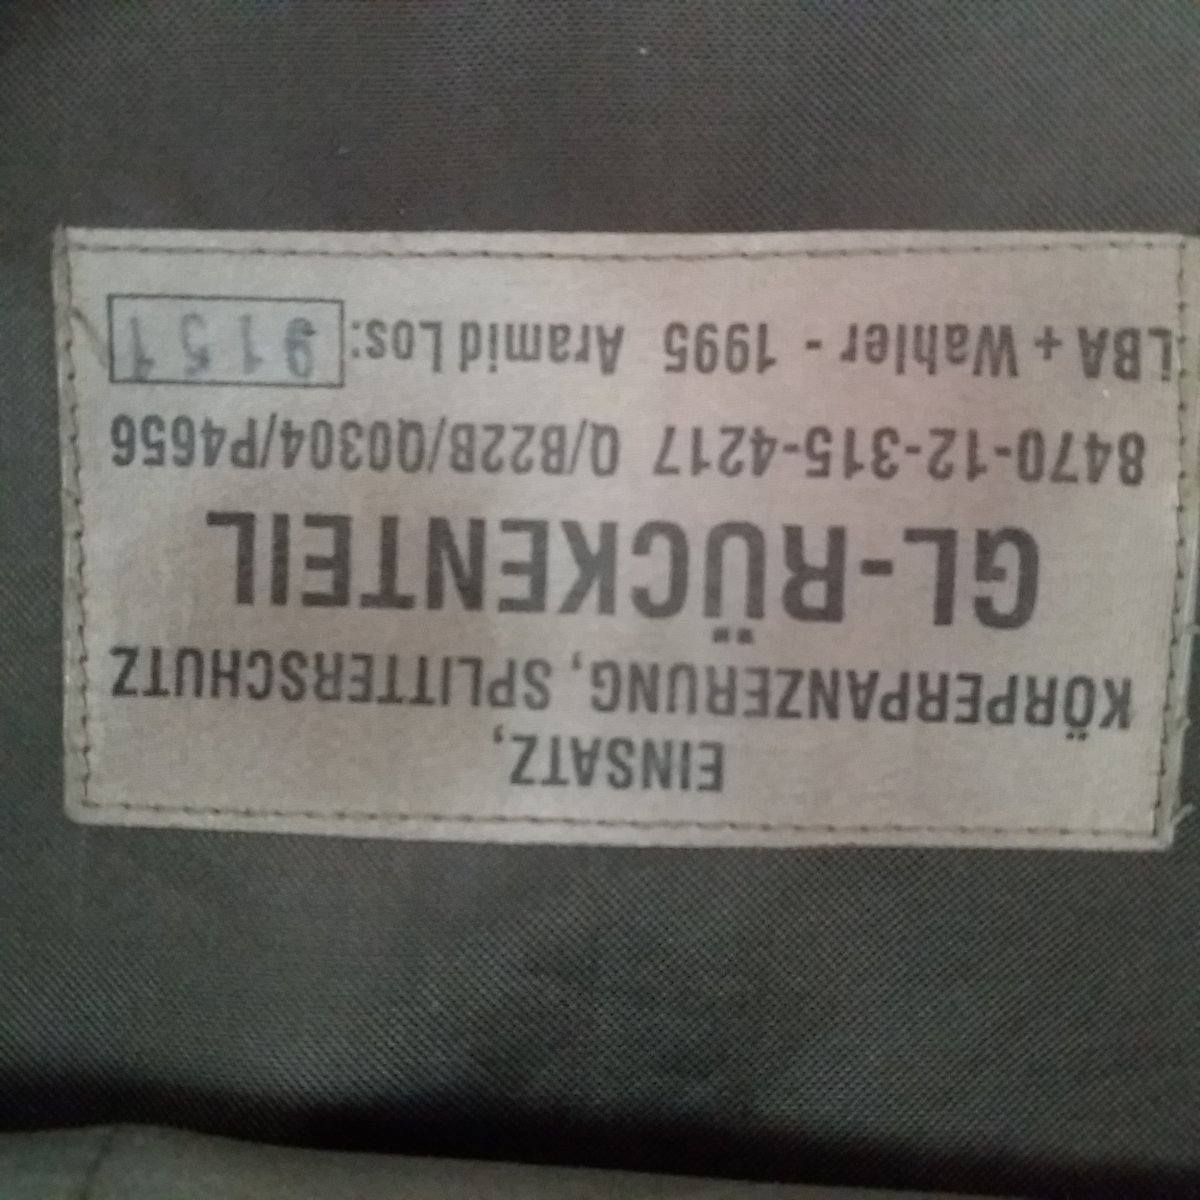 EINSATZ,
KÖRPERPANZERUNG, SPLITTERSCHUTZ
GL-RÜCKENTEIL
8470-12-315-4217 Q/B22B/Q0304/P4656
LBA + Wahler - 1995 Aramid Los: 9151